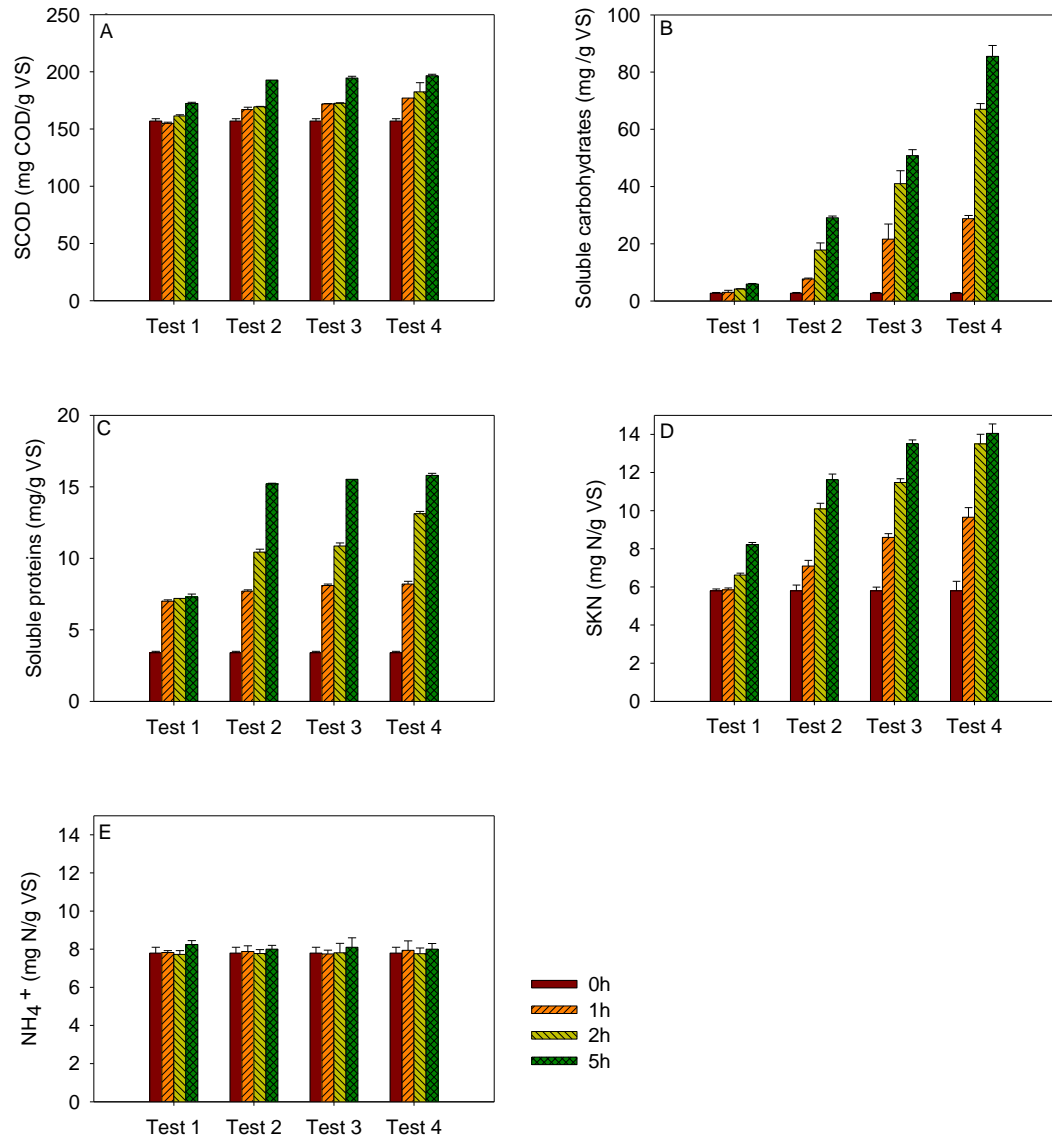 A
SCOD (mg COD/g VS)
250
200
150
100
50
0
Test 1 Test 2 Test 3 Test 4
B
Soluble carbohydrates (mg /g VS)
100
80
60
40
20
0
Test 1 Test 2 Test 3 Test 4
C
Soluble proteins (mg/g VS)
20
15
10
5
0
Test 1 Test 2 Test 3 Test 4
D
SKN (mg N/g VS)
14
12
10
8
6
4
2
0
Test 1 Test 2 Test 3 Test 4
E
NH4 + (mg N/g VS)
14
12
10
8
6
4
2
0
Test 1 Test 2 Test 3 Test 4
0h
1h
2h
5h